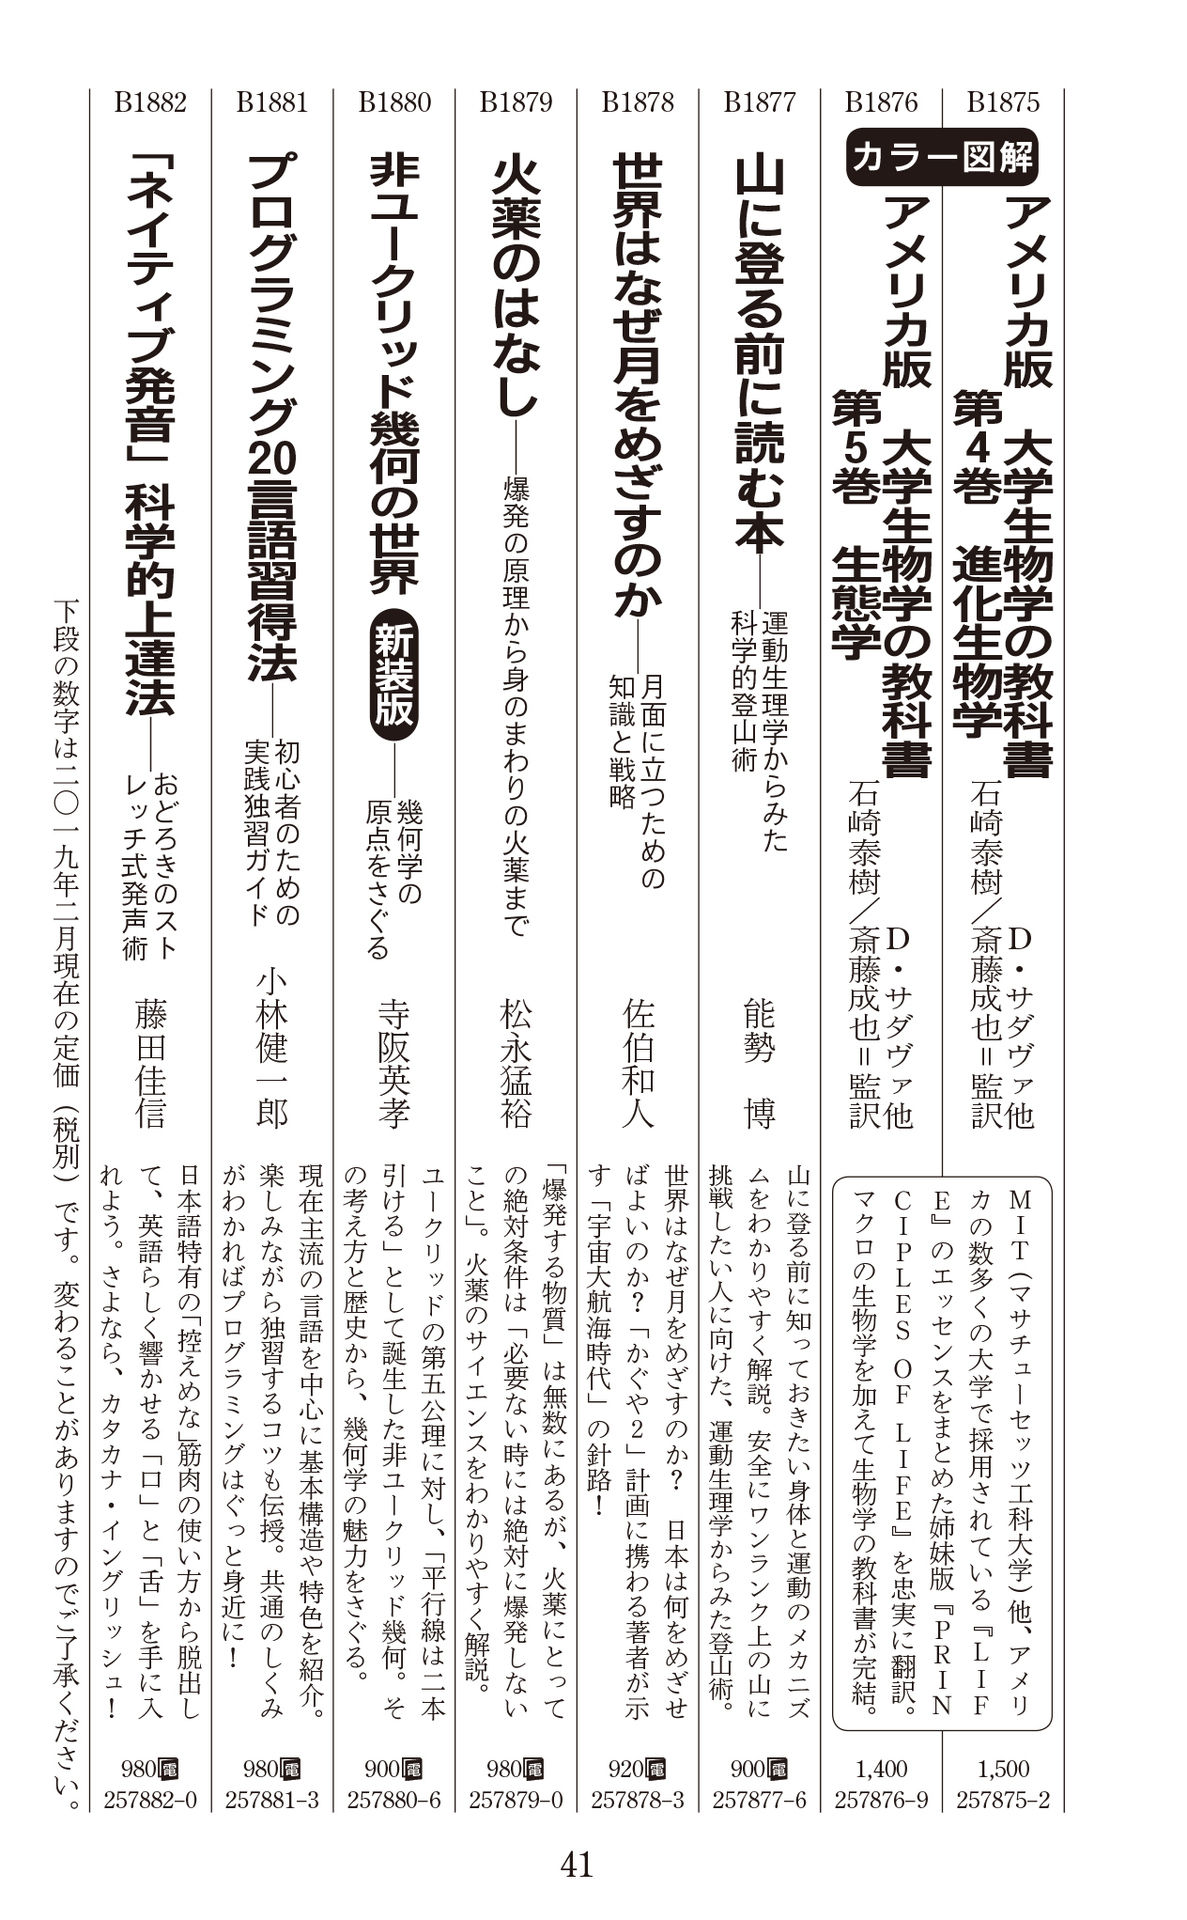 B1875
カラー図解
アメリカ版 大学生物学の教科書
第4巻 進化生物学
D・サダヴァ他
石崎泰樹／斎藤成也＝監訳
1,500
257875-2
B1876
アメリカ版 大学生物学の教科書
第5巻 生態学
D・サダヴァ他
石崎泰樹／斎藤成也＝監訳
MIT(マサチューセッツ工科大学)他、アメリ
カの数多くの大学で採用されている『LIF
E』のエッセンスをまとめた姉妹版『PRIN
CIPLES OF LIFE』を忠実に翻訳。
マクロの生物学を加えて生物学の教科書が完結。
1,400
257876-9
B1877
山に登る前に読む本
運動生理学からみた
科学的登山術
能勢 博
山に登る前に知っておきたい身体と運動のメカニズ
ムをわかりやすく解説。安全にワンランク上の山に
挑戦したい人に向けた、運動生理学からみた登山術。
900電
257877-6
B1878
世界はなぜ月をめざすのか
月面に立つための
知識と戦略
佐伯和人
世界はなぜ月をめざすのか? 日本は何をめざせ
ばよいのか?「かぐや2」計画に携わる著者が示
す「宇宙大航海時代」の針路!
920電
257878-3
B1879
火薬のはなし
爆発の原理から身のまわりの火薬まで
松永猛裕
「爆発する物質」は無数にあるが、火薬にとって
の絶対条件は「必要ない時には絶対に爆発しない
こと」。火薬のサイエンスをわかりやすく解説。
980電
257879-0
B1880
非ユークリッド幾何の世界 新装版
幾何学の
原点をさぐる
寺阪英孝
ユークリッドの第五公理に対し、「平行線は二本
引ける」として誕生した非ユークリッド幾何。そ
の考え方と歴史から、幾何学の魅力をさぐる。
900電
257880-6
B1881
プログラミング20言語習得法
初心者のための
実践独習ガイド
小林健一郎
現在主流の言語を中心に基本構造や特色を紹介。
楽しみながら独習するコツも伝授。共通のしくみ
がわかればプログラミングはぐっと身近に!
980電
257881-3
B1882
「ネイティブ発音」科学的上達法
おどろきのスト
レッチ式発声術
藤田佳信
日本語特有の「控えめな」筋肉の使い方から脱出し
て、英語らしく響かせる「口」と「舌」を手に入
れよう。さよなら、カタカナ・イングリッシュ!
980電
257882-0
下段の数字は二〇一九年二月現在の定価(税別)です。変わることがありますのでご了承ください。
41